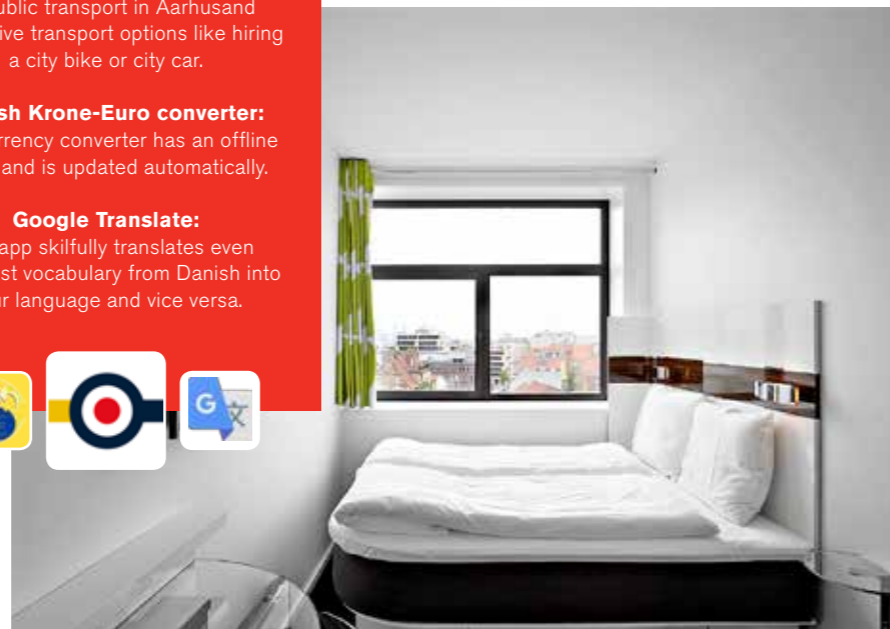 ublic transport in Aarhusand
ive transport options like hiring
a city bike or city car.
sh Krone-Euro converter:
rrency converter has an offline
and is updated automatically.
Google Translate:
app skilfully translates even
st vocabulary from Danish into
r language and vice versa.
G 文